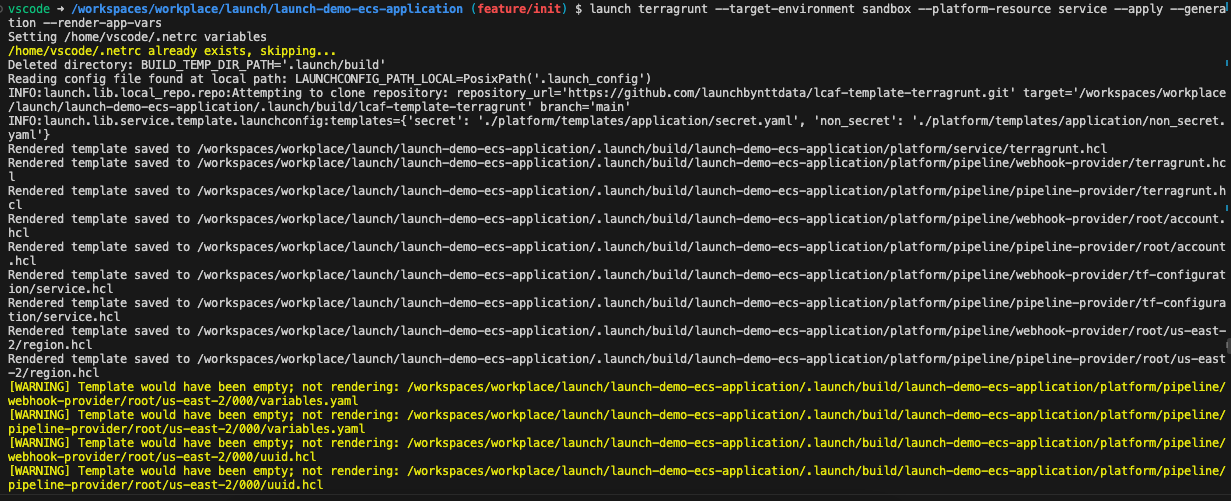 vscode → /workspaces/workplace/launch/launch-demo-ecs-application (feature/init) $ launch terragrunt --target-environment sandbox --platform-resource service --apply --genera
tion --render-app-vars
Setting /home/vscode/.netrc variables
/home/vscode/.netrc already exists, skipping...
Deleted directory: BUILD_TEMP_DIR_PATH='.launch/build'
Reading config file found at local path: LAUNCHCONFIG_PATH_LOCAL=PosixPath('.launch_config')
INFO:launch.lib.local_repo.repo:Attempting to clone repository: repository_url='https://github.com/launchbynttdata/lcaf-template-terragrunt.git' target='/workspaces/workplace
/launch/launch-demo-ecs-application/.launch/build/lcaf-template-terragrunt' branch='main'
INFO:launch.lib.service.template.launchconfig:templates={'secret': './platform/templates/application/secret.yaml', 'non_secret': './platform/templates/application/non_secret.
yaml'}
Rendered template saved to /workspaces/workplace/launch/launch-demo-ecs-application/.launch/build/launch-demo-ecs-application/platform/service/terragrunt.hcl
Rendered template saved to /workspaces/workplace/launch/launch-demo-ecs-application/.launch/build/launch-demo-ecs-application/platform/pipeline/webhook-provider/terragrunt.hc
l
Rendered template saved to /workspaces/workplace/launch/launch-demo-ecs-application/.launch/build/launch-demo-ecs-application/platform/pipeline/pipeline-provider/terragrunt.h
cl
Rendered template saved to /workspaces/workplace/launch/launch-demo-ecs-application/.launch/build/launch-demo-ecs-application/platform/pipeline/webhook-provider/root/account.
hcl
Rendered template saved to /workspaces/workplace/launch/launch-demo-ecs-application/.launch/build/launch-demo-ecs-application/platform/pipeline/pipeline-provider/root/account
.hcl
Rendered template saved to /workspaces/workplace/launch/launch-demo-ecs-application/.launch/build/launch-demo-ecs-application/platform/pipeline/webhook-provider/tf-configurat
ion/service.hcl
Rendered template saved to /workspaces/workplace/launch/launch-demo-ecs-application/.launch/build/launch-demo-ecs-application/platform/pipeline/pipeline-provider/tf-configura
tion/service.hcl
Rendered template saved to /workspaces/workplace/launch/launch-demo-ecs-application/.launch/build/launch-demo-ecs-application/platform/pipeline/webhook-provider/root/us-east-
2/region.hcl
Rendered template saved to /workspaces/workplace/launch/launch-demo-ecs-application/.launch/build/launch-demo-ecs-application/platform/pipeline/pipeline-provider/root/us-east
-2/region.hcl
[WARNING] Template would have been empty; not rendering: /workspaces/workplace/launch/launch-demo-ecs-application/.launch/build/launch-demo-ecs-application/platform/pipeline/
webhook-provider/root/us-east-2/000/variables.yaml
[WARNING] Template would have been empty; not rendering: /workspaces/workplace/launch/launch-demo-ecs-application/.launch/build/launch-demo-ecs-application/platform/pipeline/
pipeline-provider/root/us-east-2/000/variables.yaml
[WARNING] Template would have been empty; not rendering: /workspaces/workplace/launch/launch-demo-ecs-application/.launch/build/launch-demo-ecs-application/platform/pipeline/
webhook-provider/root/us-east-2/000/uuid.hcl
[WARNING] Template would have been empty; not rendering: /workspaces/workplace/launch/launch-demo-ecs-application/.launch/build/launch-demo-ecs-application/platform/pipeline/
pipeline-provider/root/us-east-2/000/uuid.hcl